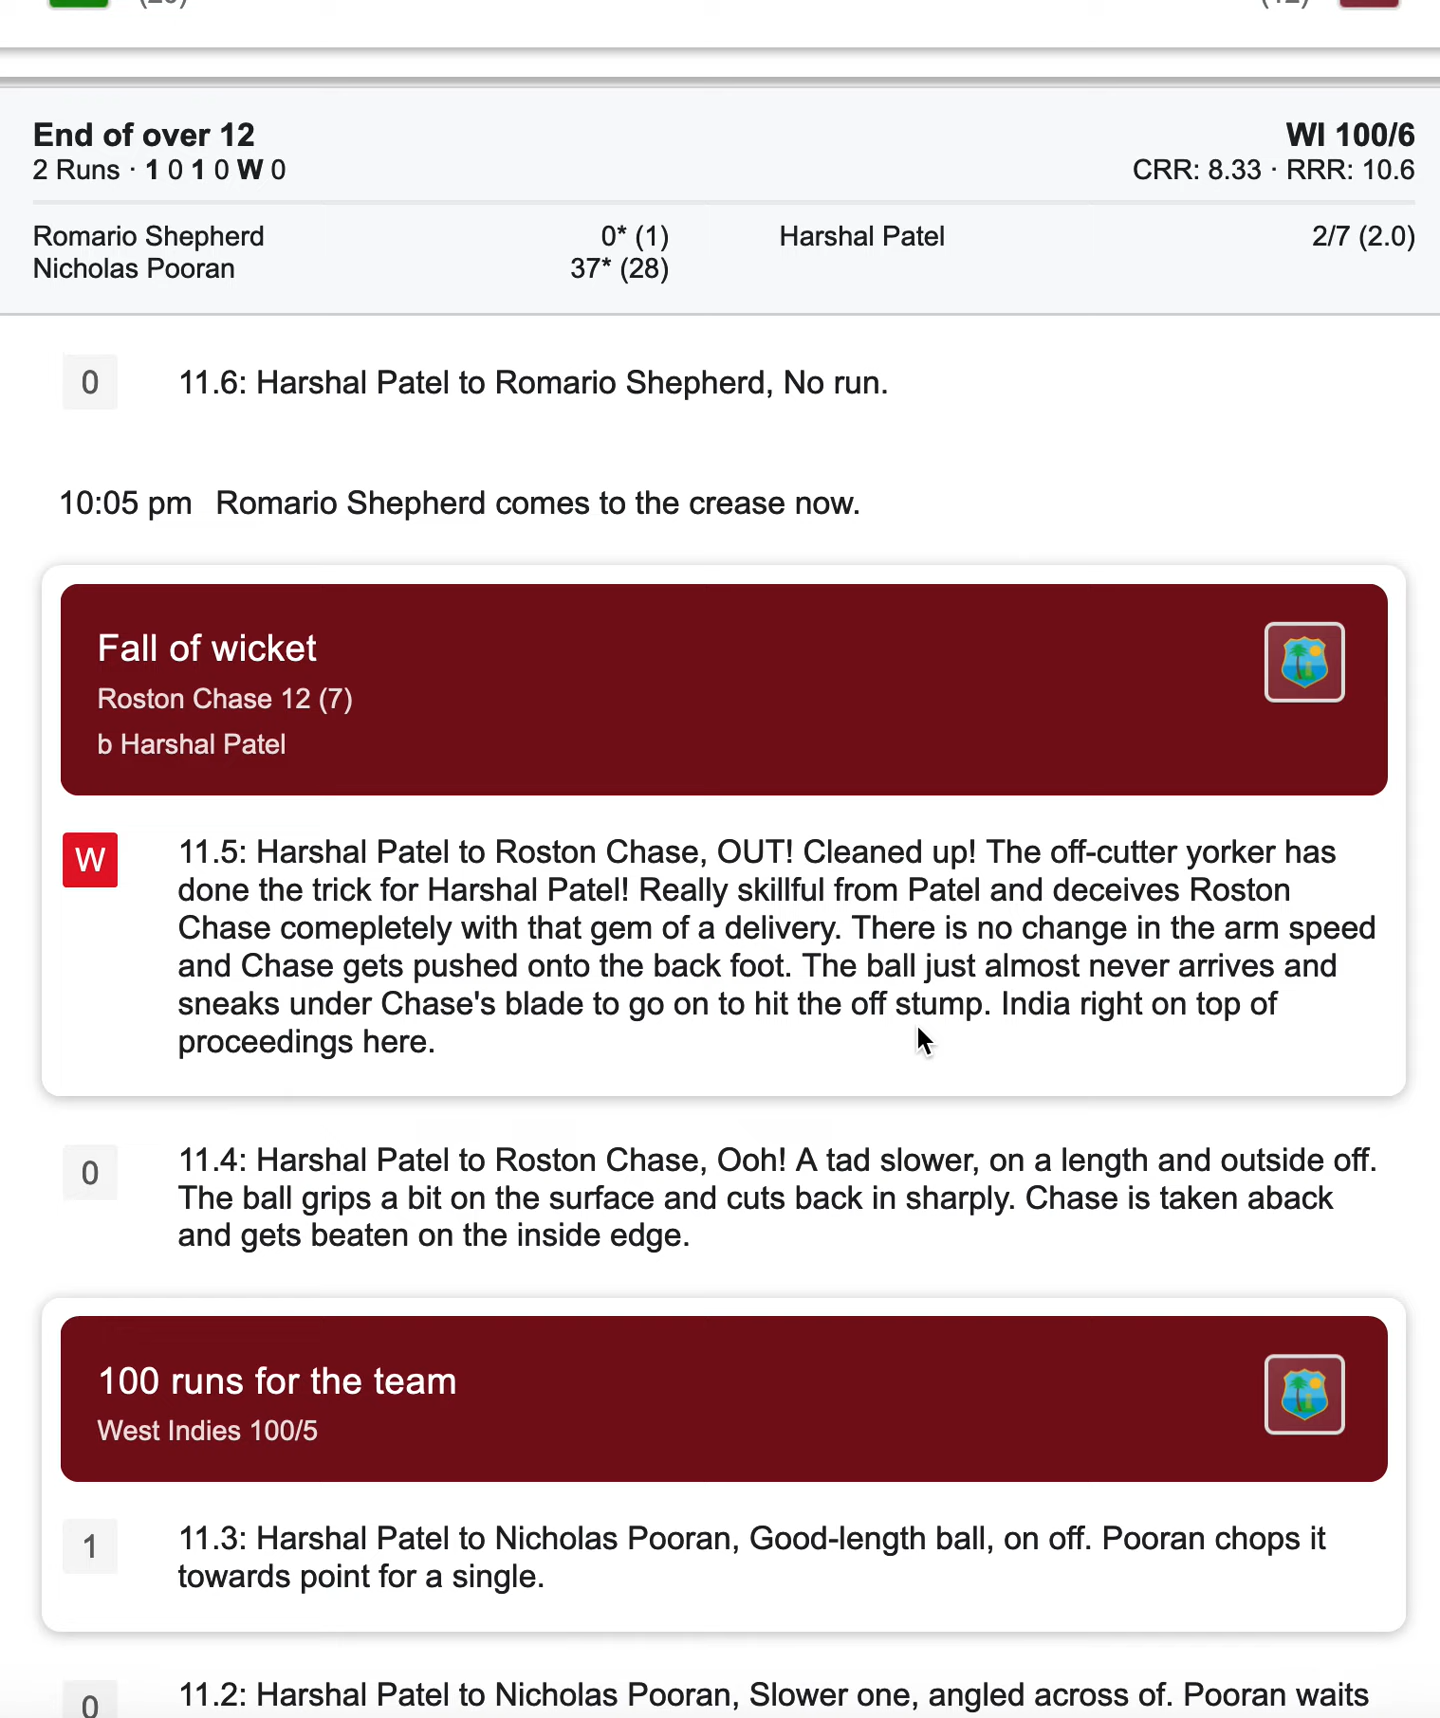 End of over 12
WI 100/6
2 Runs · 1 0 1 0 W 0
CRR: 8.33 · RRR: 10.6
Romario Shepherd 0* (1) Harshal Patel 2/7 (2.0)
Nicholas Pooran 37* (28)
0 11.6: Harshal Patel to Romario Shepherd, No run.
10:05 pm Romario Shepherd comes to the crease now.
Fall of wicket
Roston Chase 12 (7)
b Harshal Patel
W 11.5: Harshal Patel to Roston Chase, OUT! Cleaned up! The off-cutter yorker has
done the trick for Harshal Patel! Really skillful from Patel and deceives Roston
Chase comepletely with that gem of a delivery. There is no change in the arm speed
and Chase gets pushed onto the back foot. The ball just almost never arrives and
sneaks under Chase's blade to go on to hit the off stump. India right on top of
proceedings here.
0 11.4: Harshal Patel to Roston Chase, Ooh! A tad slower, on a length and outside off.
The ball grips a bit on the surface and cuts back in sharply. Chase is taken aback
and gets beaten on the inside edge.
100 runs for the team
West Indies 100/5
1 11.3: Harshal Patel to Nicholas Pooran, Good-length ball, on off. Pooran chops it
towards point for a single.
0 11.2: Harshal Patel to Nicholas Pooran, Slower one, angled across of. Pooran waits